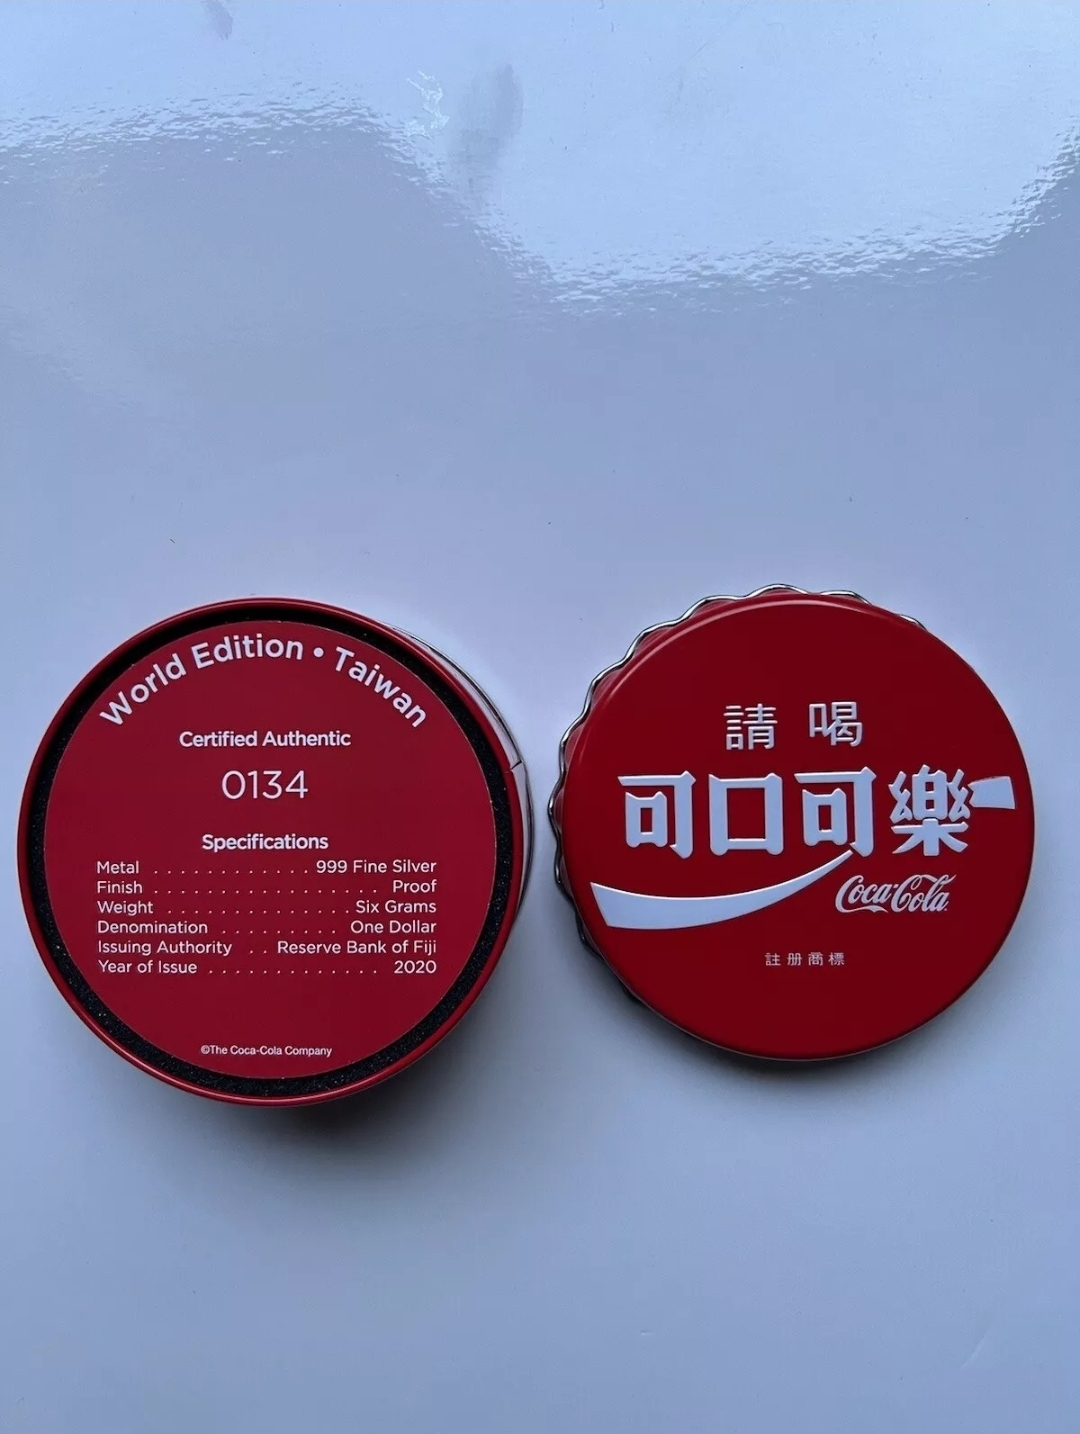 World Edition • Taiwan
Certified Authentic
0134
Specifications
Metal . . . . . . . . . . . . 999 Fine Silver
Finish . . . . . . . . . . . . . . . . . . . Proof
Weight . . . . . . . . . . . . . . Six Grams
Denomination . . . . . . . . . One Dollar
Issuing Authority . . Reserve Bank of Fiji
Year of Issue . . . . . . . . . . . . . 2020
©The Coca-Cola Company
請喝
可口可樂
Coca-Cola
註册商標